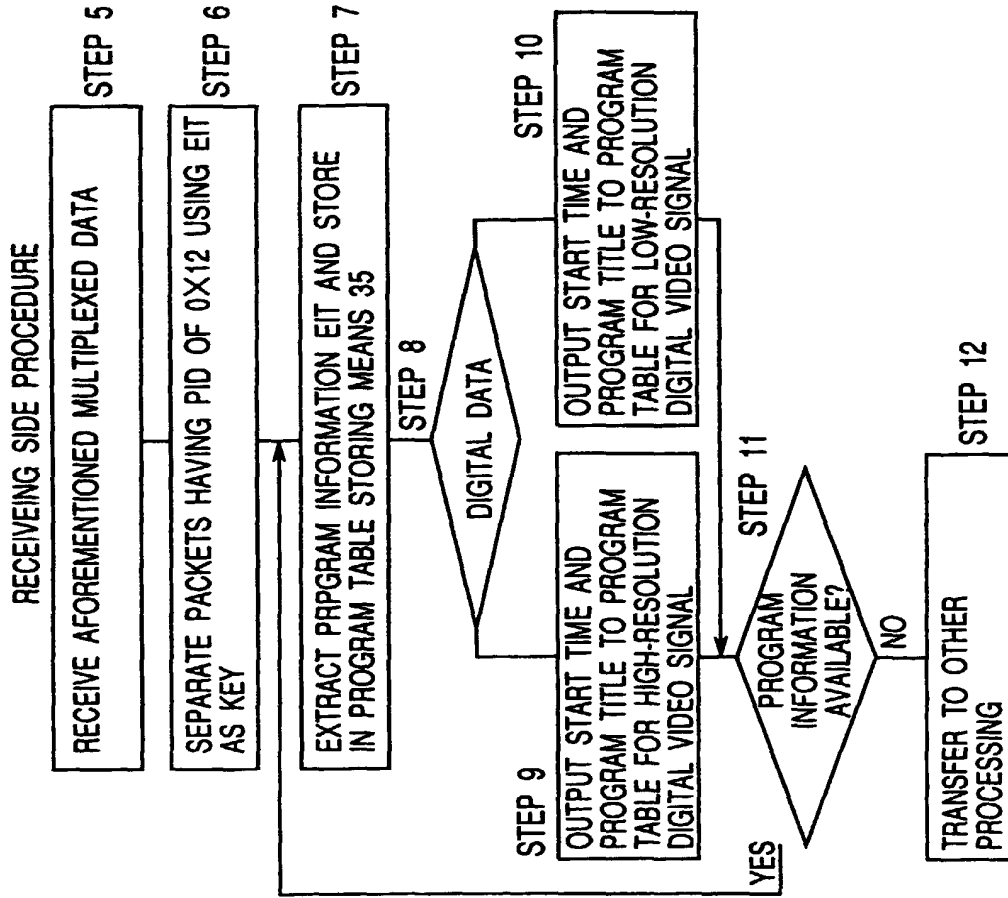 RECEIVEING SIDE PROCEDURE
RECEIVE AFOREMENTIONED MULTIPLEXED DATA
STEP 5
SEPARATE PACKETS HAVING PID OF 0X12 USING EIT
AS KEY
STEP 6
EXTRACT PRPGRAM INFORMATION EIT AND STORE
IN PROGRAM TABLE STORING MEANS 35
STEP 7
STEP 8
DIGITAL DATA
STEP 9
OUTPUT START TIME AND
PROGRAM TITLE TO PROGRAM
TABLE FOR HIGH-RESOLUTION
DIGITAL VIDEO SIGNAL
STEP 10
OUTPUT START TIME AND
PROGRAM TITLE TO PROGRAM
TABLE FOR LOW-RESOLUTION
DIGITAL VIDEO SIGNAL
STEP 11
PROGRAM
INFORMATION
AVAILABLE?
YES
NO
TRANSFER TO OTHER
PROCESSING
STEP 12